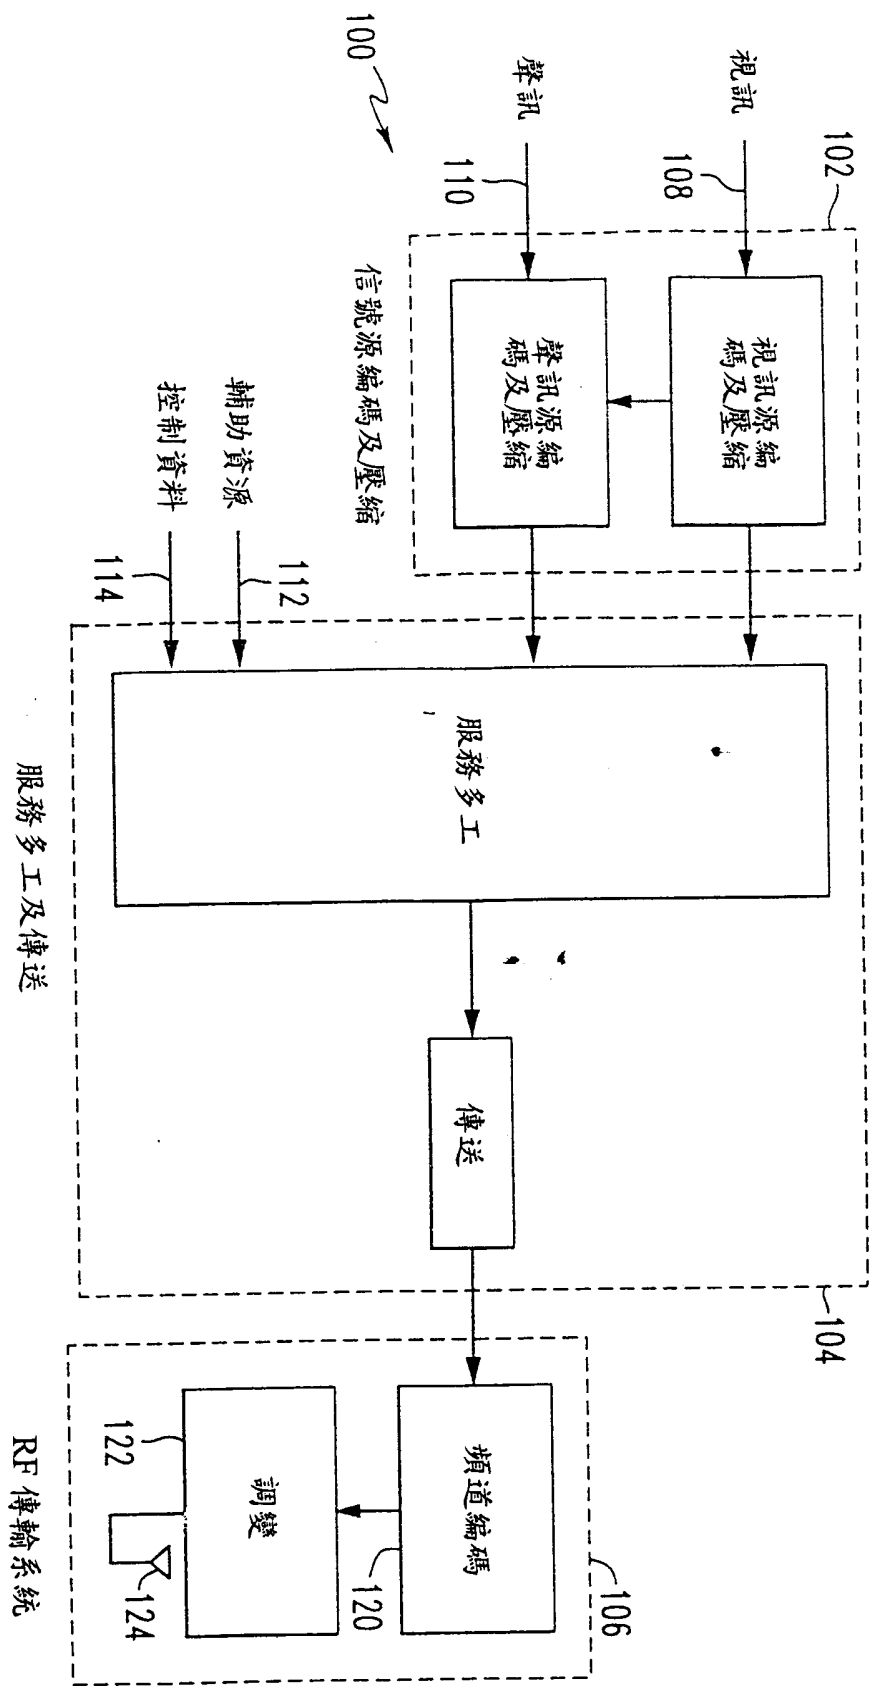 102
視訊
108
視訊源編
碼及壓縮
聲訊
110
聲訊源編
碼及壓縮
100
信號源編碼及壓縮
輔助資源
112
控制資料
114
服務多工
傳送
104
服務多工及傳送
106
頻道編碼
120
調變
122
124
RF傳輸系統